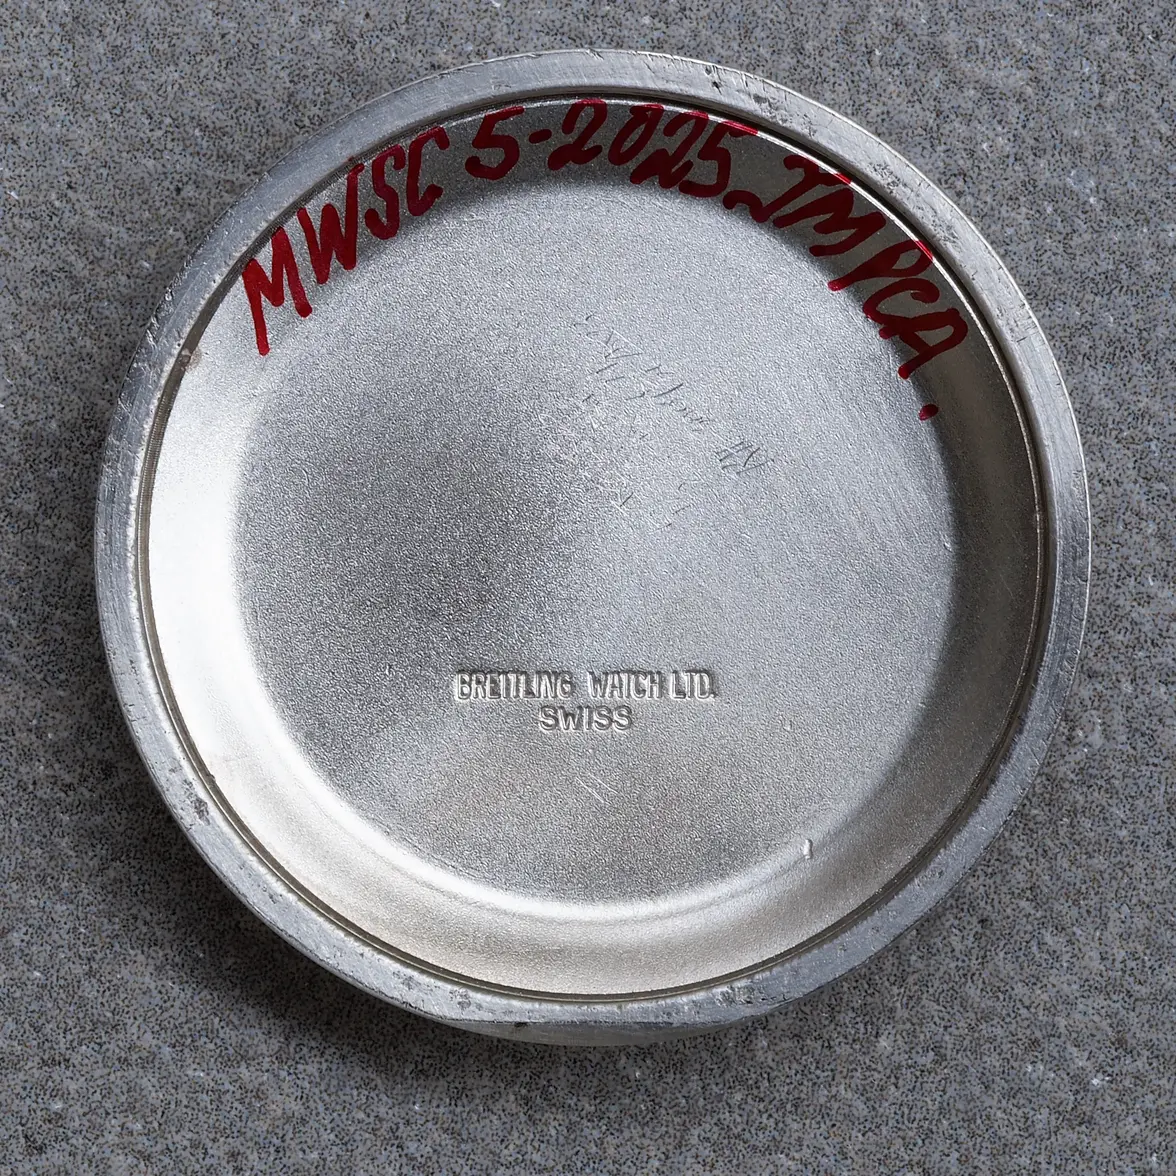 MWSC 5-2025 JMPCA.
BREITLING WATCH LTD.
SWISS